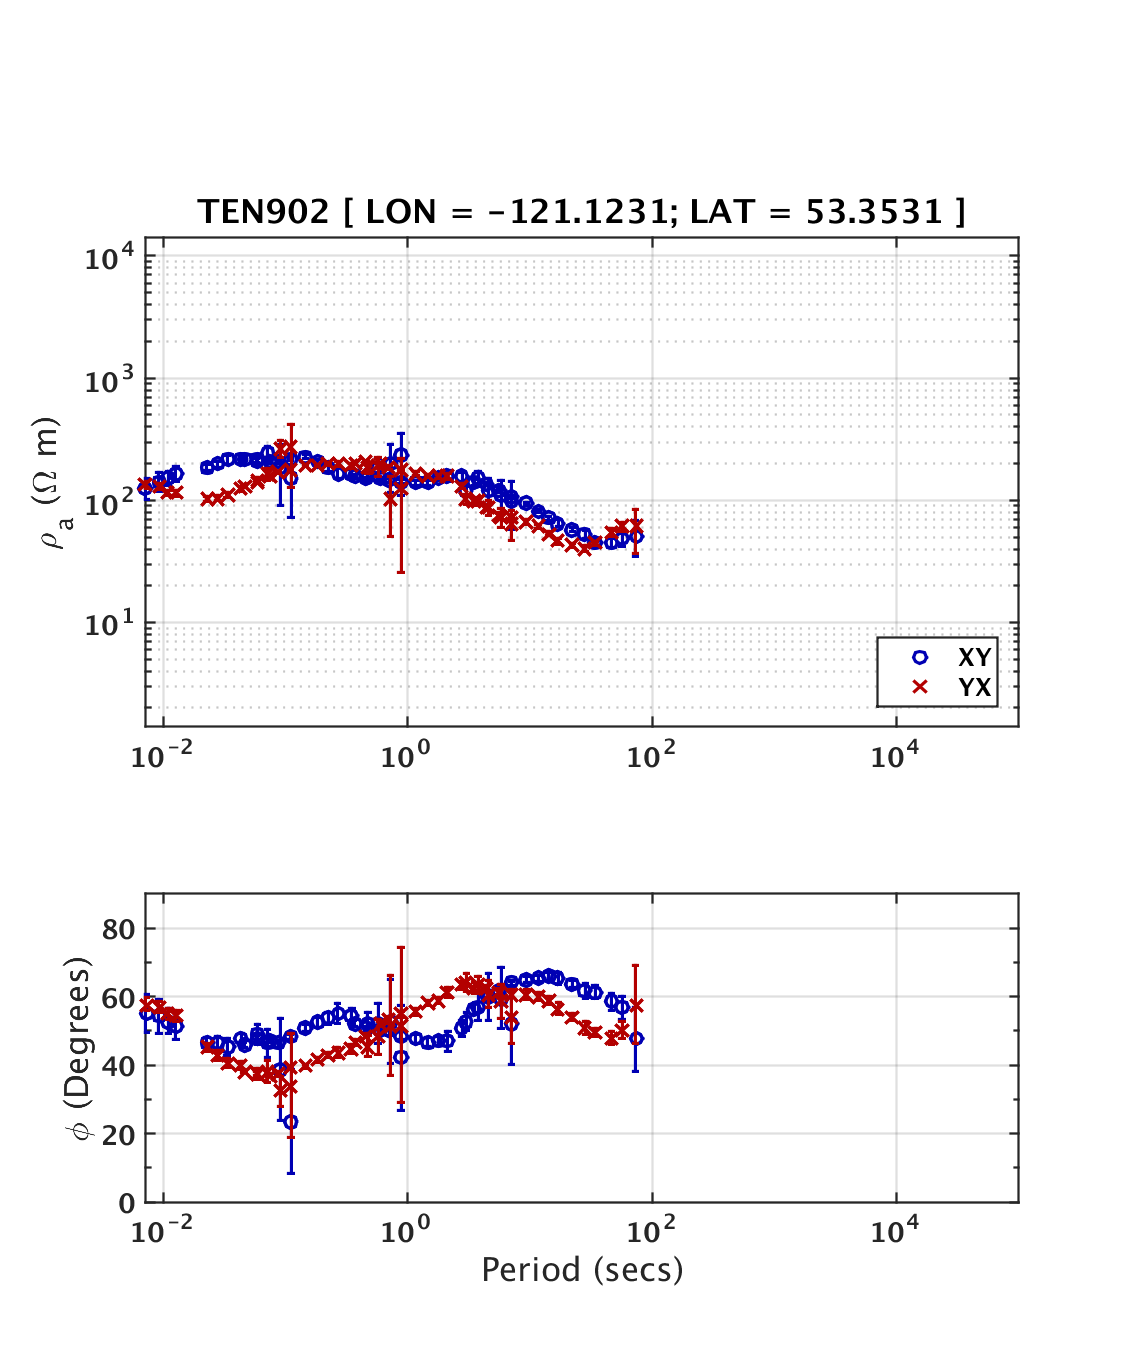 TEN902 [ LON = -121.1231; LAT = 53.3531 ]
10^4
10^3
10^2
10^1
ρ_a (Ω m)
XY
YX
10^-2 10^0 10^2 10^4
80
60
40
20
0
ϕ (Degrees)
10^-2 10^0 10^2 10^4
Period (secs)